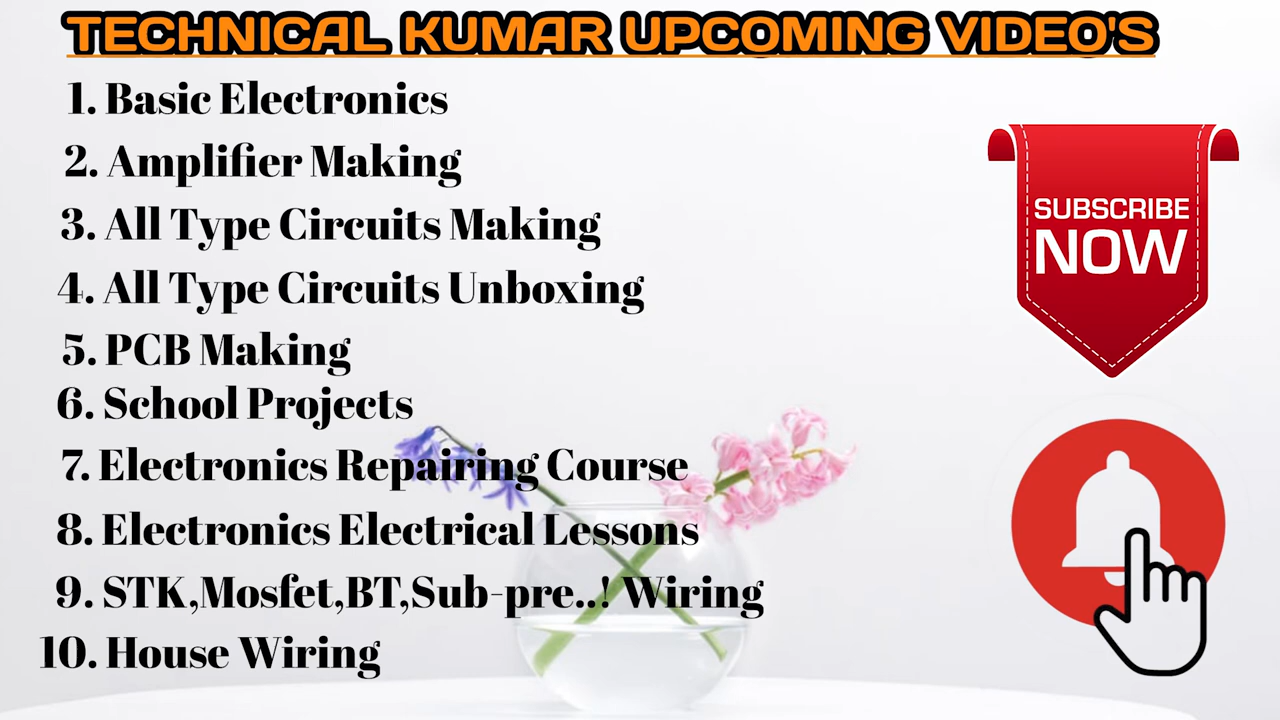 TECHNICAL KUMAR UPCOMING VIDEO'S
1. Basic Electronics
2. Amplifier Making
3. All Type Circuits Making
4. All Type Circuits Unboxing
5. PCB Making
6. School Projects
7. Electronics Repairing Course
8. Electronics Electrical Lessons
9. STK,Mosfet,BT,Sub-pre..! Wiring
10. House Wiring
SUBSCRIBE
NOW